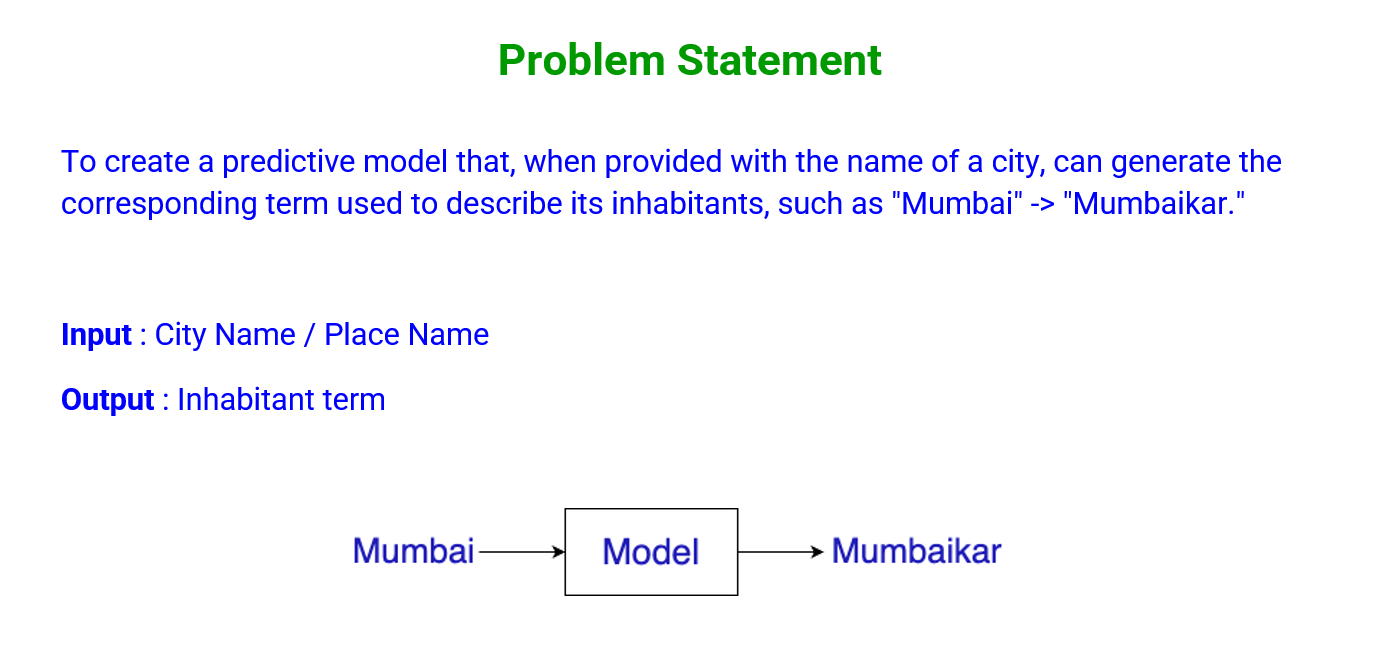 Problem Statement
To create a predictive model that, when provided with the name of a city, can generate the
corresponding term used to describe its inhabitants, such as "Mumbai" -> "Mumbaikar."
Input : City Name / Place Name
Output : Inhabitant term
Mumbai Model Mumbaikar